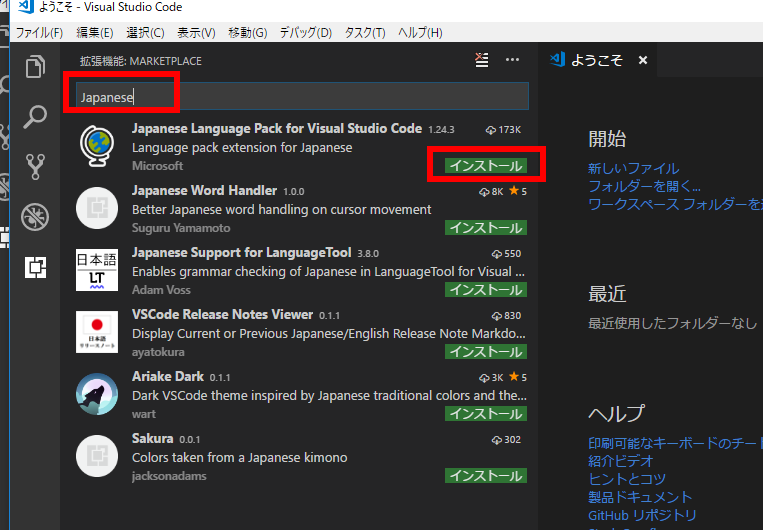 ようこそ - Visual Studio Code
ファイル(F) 編集(E) 選択(C) 表示(V) 移動(G) デバッグ(D) タスク(T) ヘルプ(H)
拡張機能: MARKETPLACE
Japanese
Japanese Language Pack for Visual Studio Code 1.24.3 173K
Language pack extension for Japanese
Microsoft インストール
Japanese Word Handler 1.0.0 8K ★ 5
Better Japanese word handling on cursor movement
Suguru Yamamoto インストール
日本語 LT
Japanese Support for LanguageTool 3.8.0 550
Enables grammar checking of Japanese in LanguageTool for Visual ...
Adam Voss インストール
日本語
リリースノート
VSCode Release Notes Viewer 0.1.1 830
Display Current or Previous Japanese/English Release Note Markdo...
ayatokura インストール
Ariake Dark 0.1.1 3K ★ 5
Dark VSCode theme inspired by Japanese traditional colors and the...
wart インストール
Sakura 0.0.1 302
Colors taken from a Japanese kimono
jacksonadams インストール
ようこそ ×
開始
新しいファイル
フォルダーを開く...
ワークスペース フォルダーを
最近
最近使用したフォルダーなし
ヘルプ
印刷可能なキーボードのチート
紹介ビデオ
ヒントとコツ
製品ドキュメント
GitHub リポジトリ